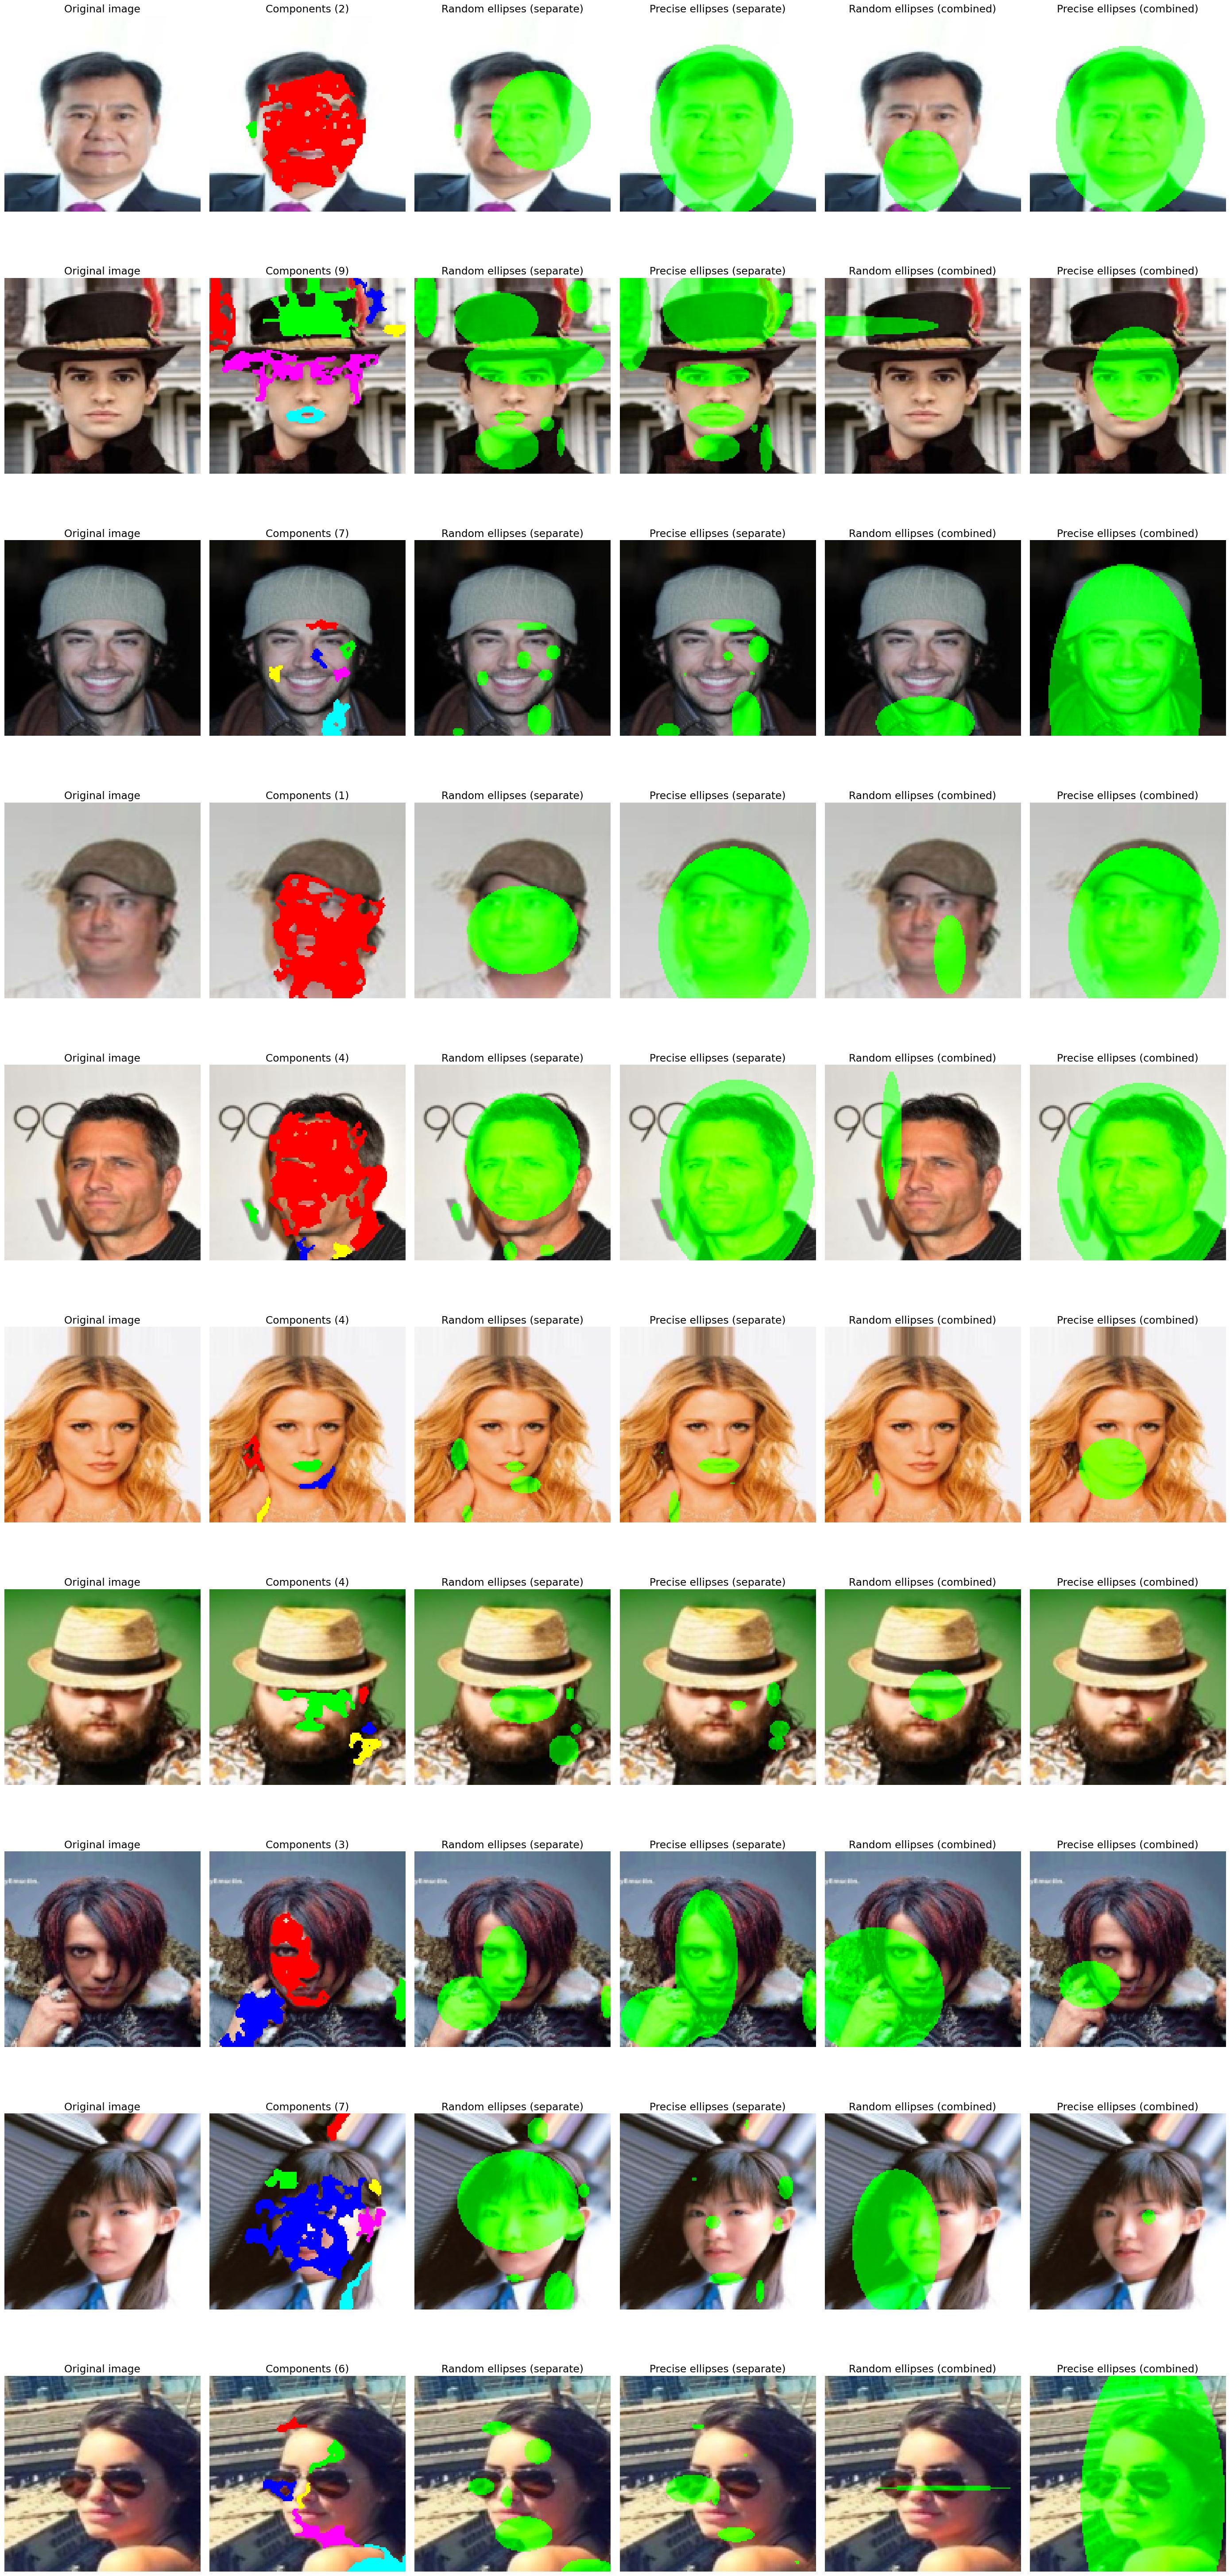 Original image Components (2) Random ellipses (separate) Precise ellipses (separate) Random ellipses (combined) Precise ellipses (combined)
Original image Components (9) Random ellipses (separate) Precise ellipses (separate) Random ellipses (combined) Precise ellipses (combined)
Original image Components (7) Random ellipses (separate) Precise ellipses (separate) Random ellipses (combined) Precise ellipses (combined)
Original image Components (1) Random ellipses (separate) Precise ellipses (separate) Random ellipses (combined) Precise ellipses (combined)
Original image Components (4) Random ellipses (separate) Precise ellipses (separate) Random ellipses (combined) Precise ellipses (combined)
Original image Components (4) Random ellipses (separate) Precise ellipses (separate) Random ellipses (combined) Precise ellipses (combined)
Original image Components (4) Random ellipses (separate) Precise ellipses (separate) Random ellipses (combined) Precise ellipses (combined)
Original image Components (3) Random ellipses (separate) Precise ellipses (separate) Random ellipses (combined) Precise ellipses (combined)
Original image Components (7) Random ellipses (separate) Precise ellipses (separate) Random ellipses (combined) Precise ellipses (combined)
Original image Components (6) Random ellipses (separate) Precise ellipses (separate) Random ellipses (combined) Precise ellipses (combined)